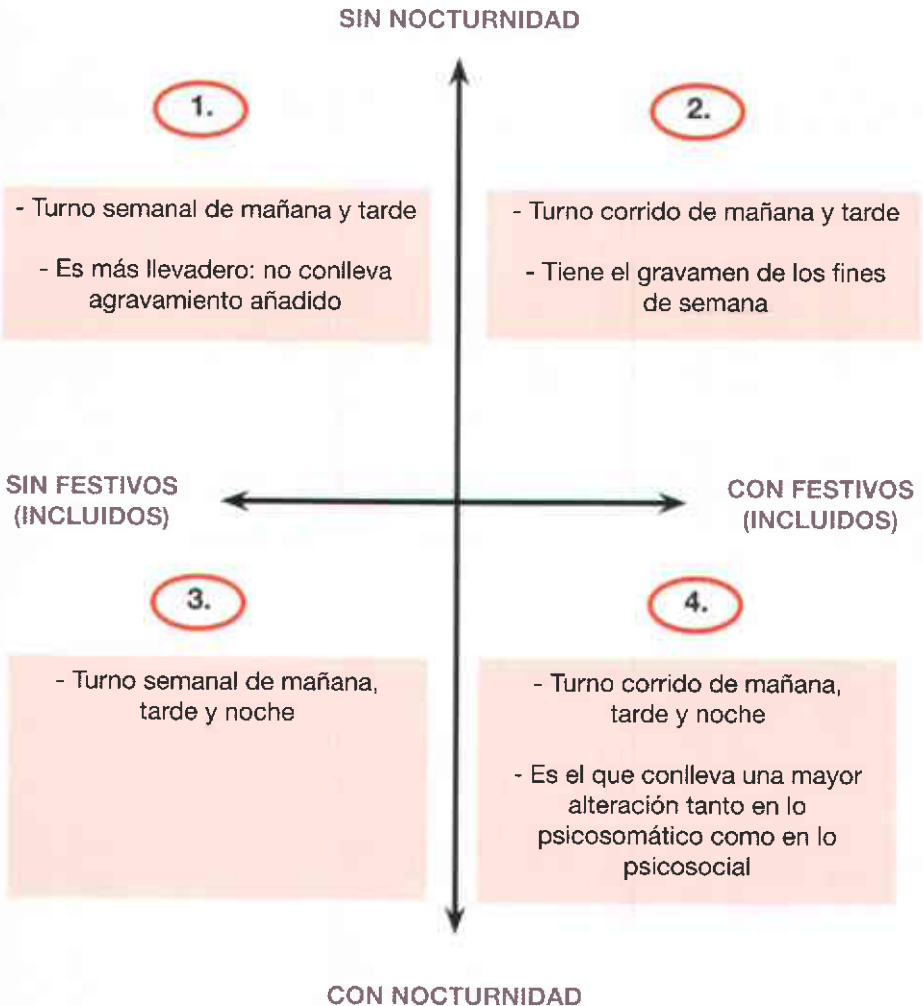 SIN NOCTURNIDAD
1.
- Turno semanal de mañana y tarde
- Es más llevadero: no conlleva
agravamiento añadido
2.
- Turno corrido de mañana y tarde
- Tiene el gravamen de los fines
de semana
SIN FESTIVOS
(INCLUIDOS)
CON FESTIVOS
(INCLUIDOS)
3.
- Turno semanal de mañana,
tarde y noche
4.
- Turno corrido de mañana,
tarde y noche
- Es el que conlleva una mayor
alteración tanto en lo
psicosomático como en lo
psicosocial
CON NOCTURNIDAD